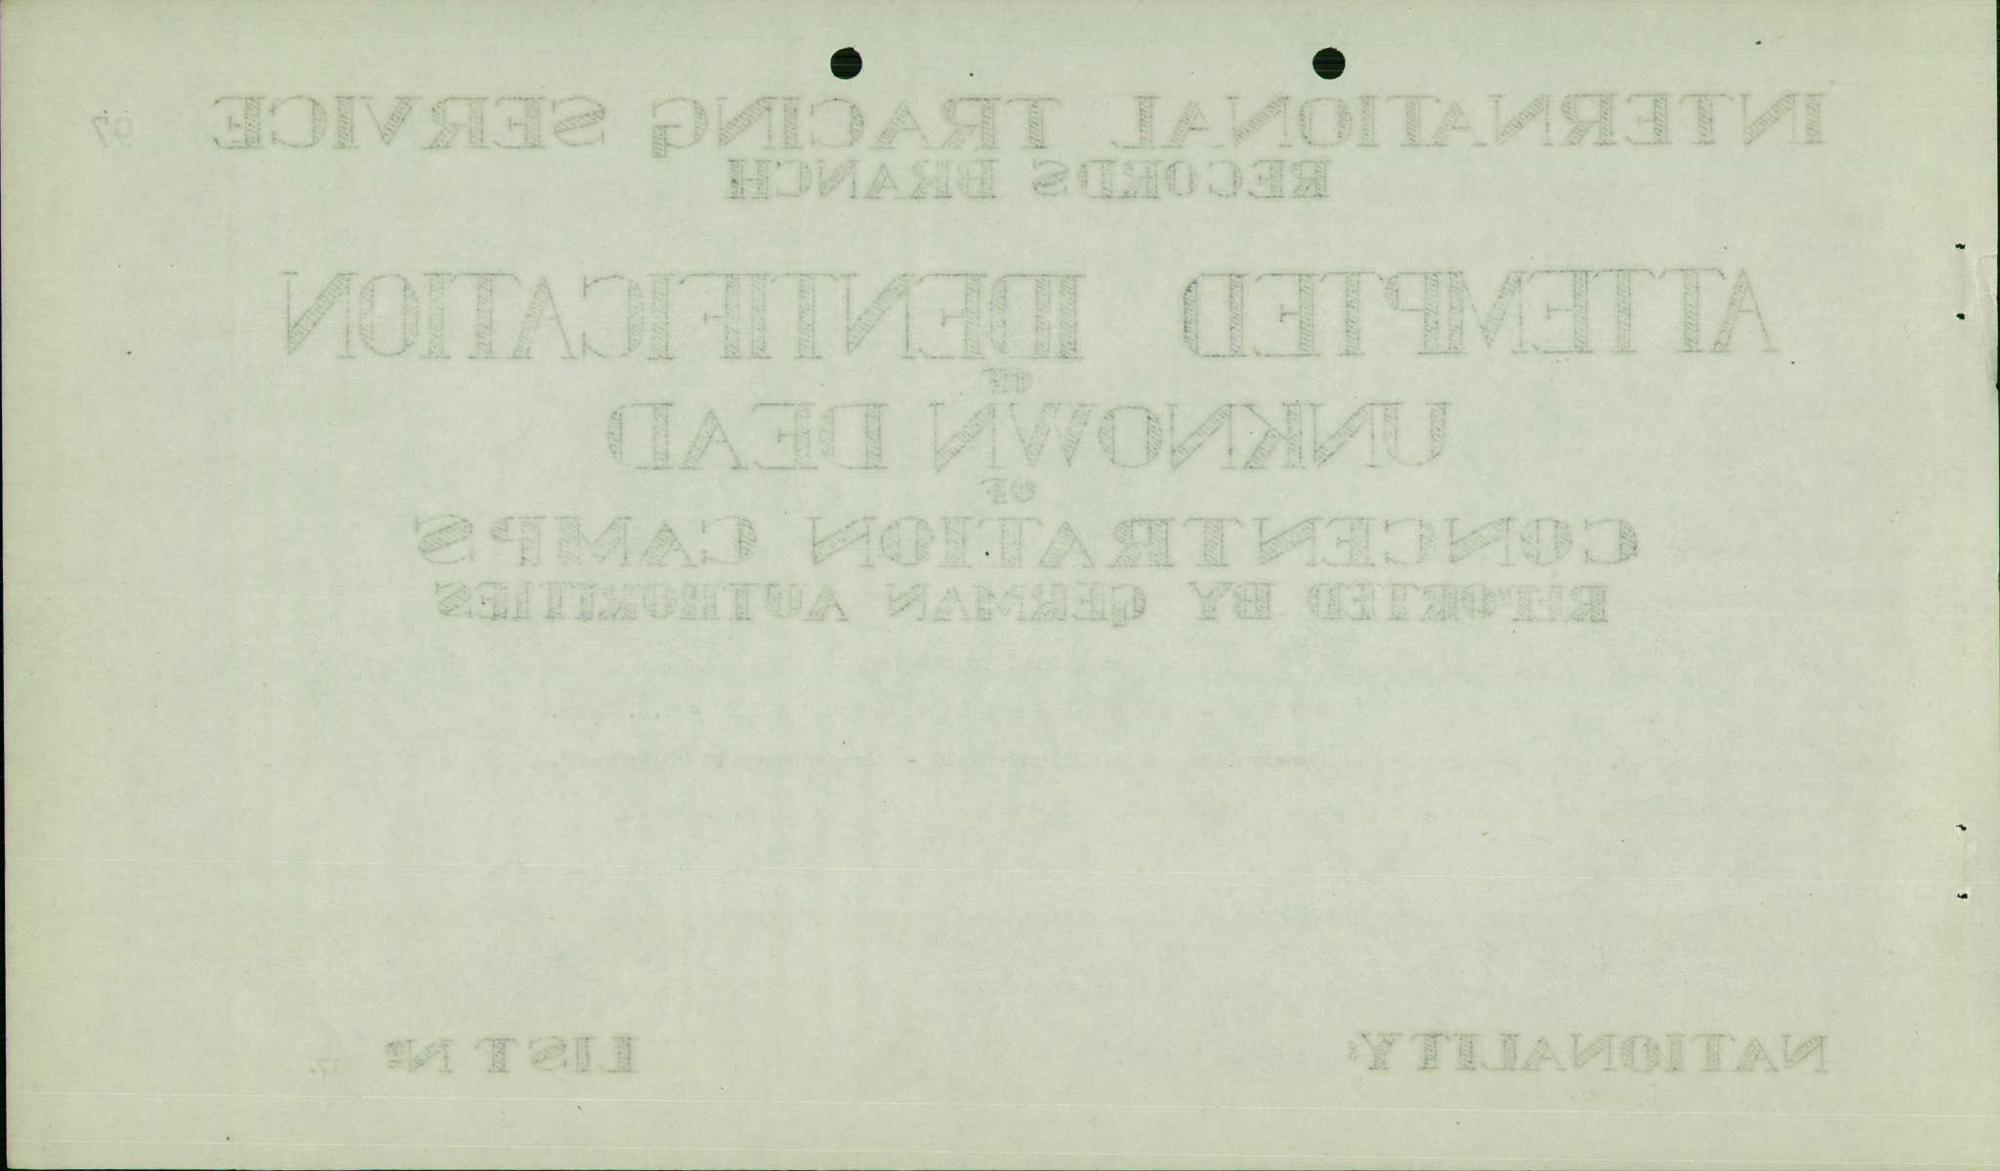 97
INTERNATIONAL TRACING SERVICE
RECORDS BRANCH
ATTEMPTED IDENTIFICATION
OF
UNKNOWN DEAD
OF
CONCENTRATION CAMPS
REPORTED BY GERMAN AUTHORITIES
NATIONALITY:
LIST Nº